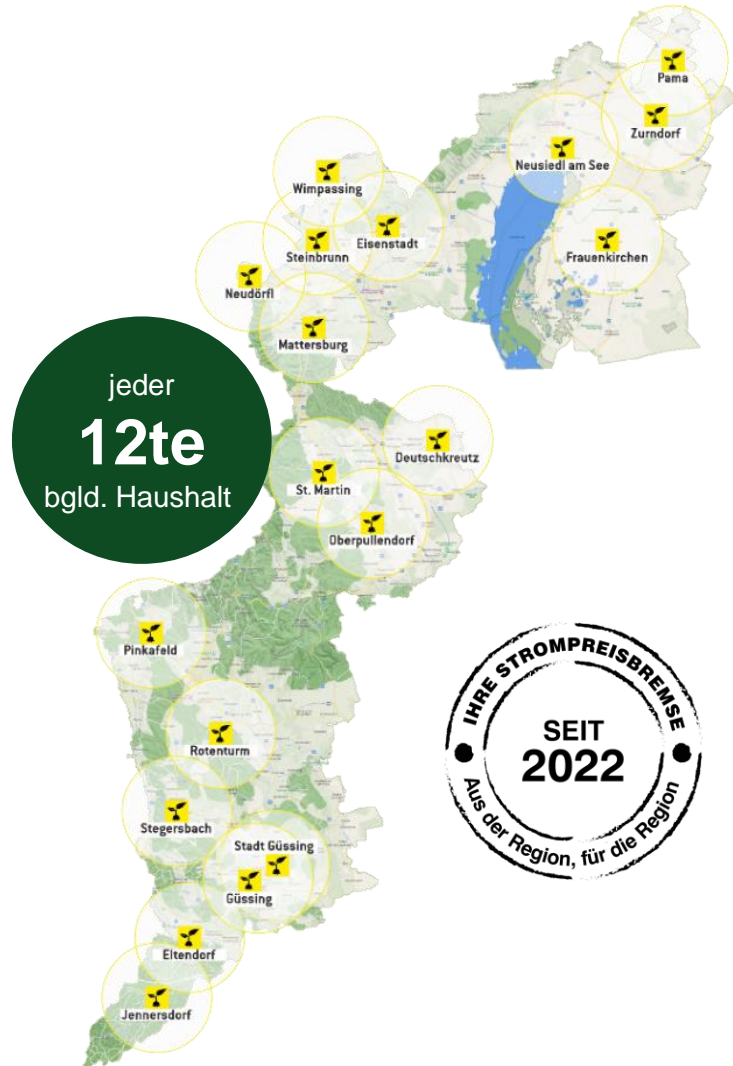 Pama
Zurndorf
Neusiedl am See
Wimpassing
Eisenstadt
Steinbrunn
Frauenkirchen
Neudörfl
Mattersburg
jeder
12te
bgld. Haushalt
Deutschkreutz
St. Martin
Oberpullendorf
Pinkafeld
IHRE STROMPREISBREMSE
SEIT
2022
Aus der Region, für die Region
Rotenturm
Stegersbach
Stadt Güssing
Güssing
Eltendorf
Jennersdorf